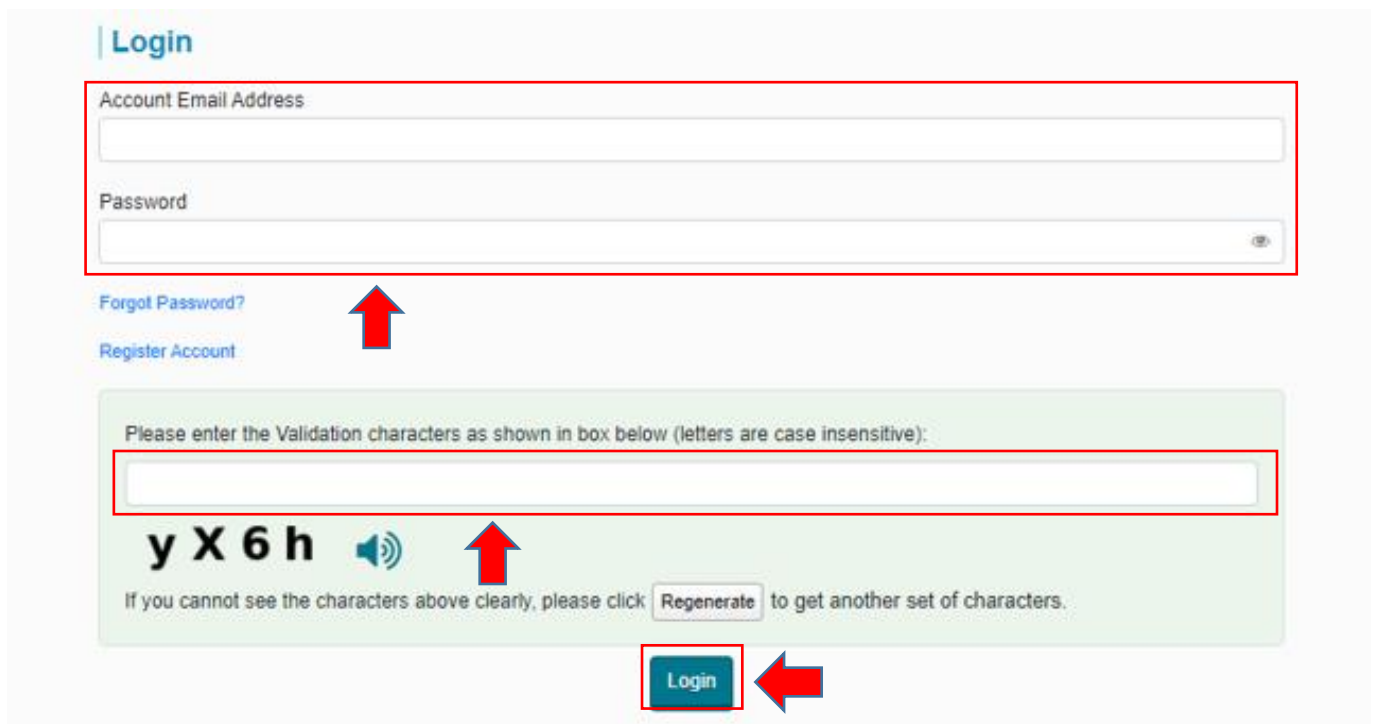 Login
Account Email Address
Password
Forgot Password?
Register Account
Please enter the Validation characters as shown in box below (letters are case insensitive):
y X 6 h
If you cannot see the characters above clearly, please click Regenerate to get another set of characters.
Login